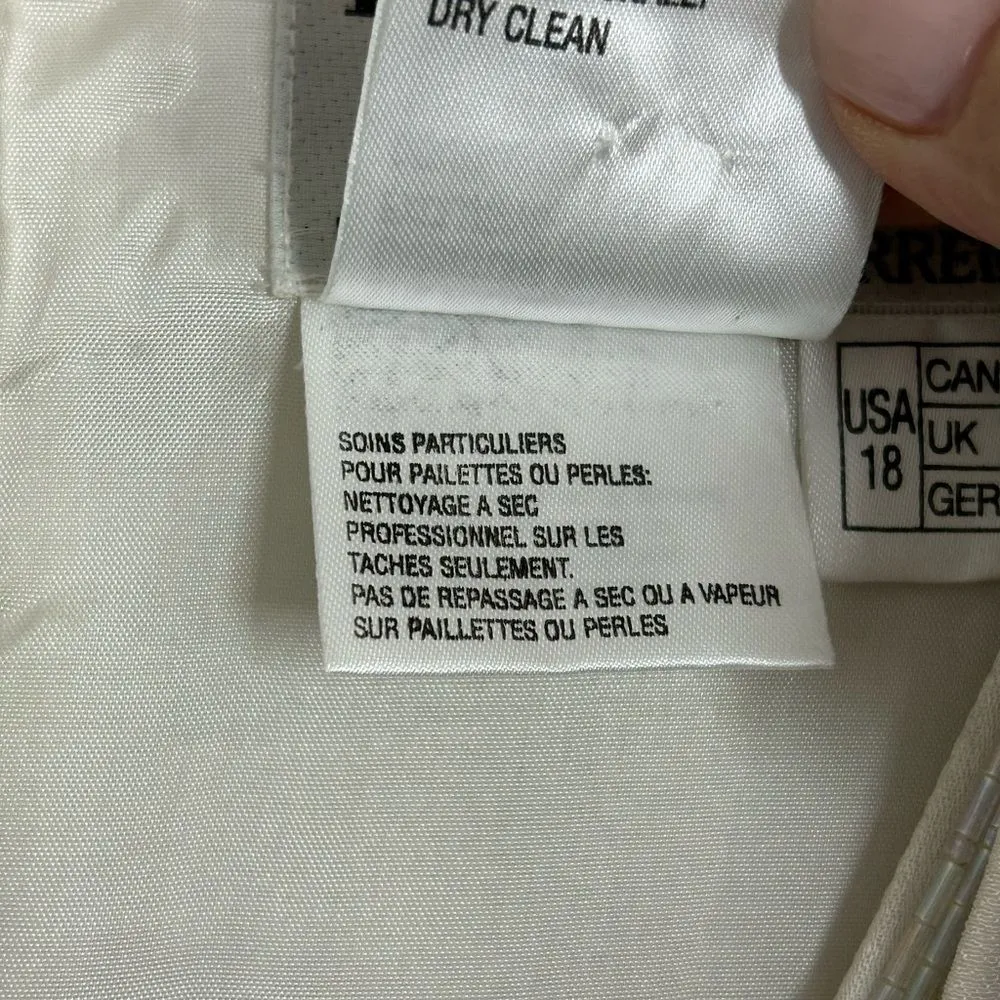 DRY CLEAN
SOINS PARTICULIERS
POUR PAILETTES OU PERLES:
NETTOYAGE A SEC
PROFESSIONNEL SUR LES
TACHES SEULEMENT.
PAS DE REPASSAGE A SEC OU A VAPEUR
SUR PAILLETTES OU PERLES
USA
18
CAN
UK
GER